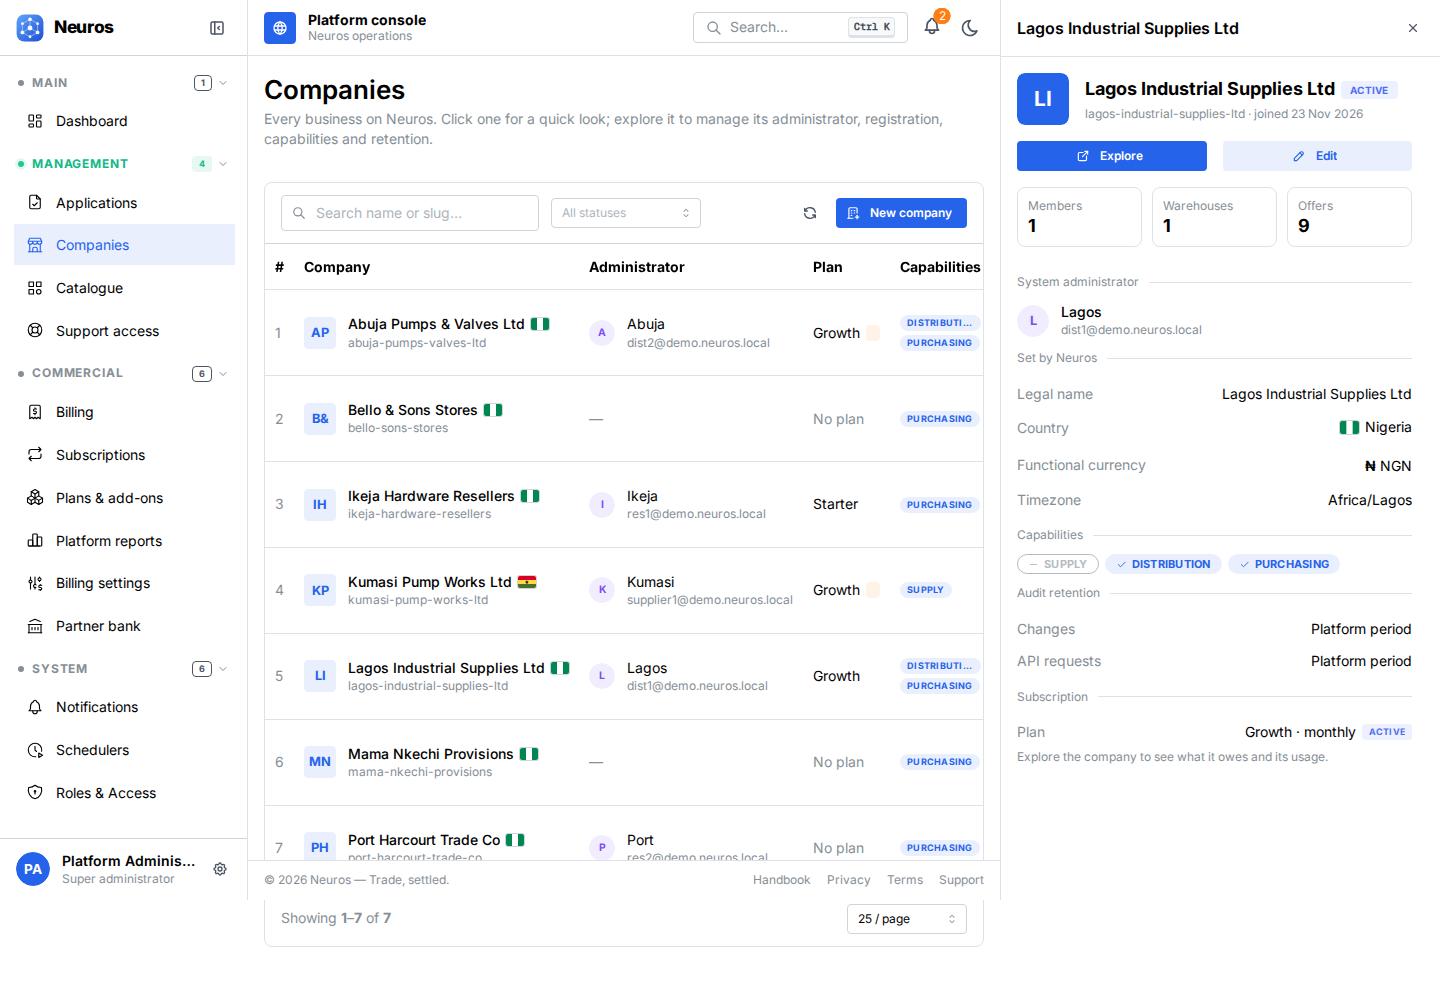 Neuros
MAIN 1
Dashboard
MANAGEMENT 4
Applications
Companies
Catalogue
Support access
COMMERCIAL 6
Billing
Subscriptions
Plans & add-ons
Platform reports
Billing settings
Partner bank
SYSTEM 6
Notifications
Schedulers
Roles & Access
PA Platform Adminis...
Super administrator
Platform console
Neuros operations
Search... Ctrl K
2
Companies
Every business on Neuros. Click one for a quick look; explore it to manage its administrator, registration,
capabilities and retention.
Search name or slug... All statuses New company
# Company Administrator Plan Capabilities
1 AP Abuja Pumps & Valves Ltd A Abuja Growth DISTRIBUTI...
abuja-pumps-valves-ltd dist2@demo.neuros.local PURCHASING
2 B& Bello & Sons Stores — No plan PURCHASING
bello-sons-stores
3 IH Ikeja Hardware Resellers I Ikeja Starter PURCHASING
ikeja-hardware-resellers res1@demo.neuros.local
4 KP Kumasi Pump Works Ltd K Kumasi Growth SUPPLY
kumasi-pump-works-ltd supplier1@demo.neuros.local
5 LI Lagos Industrial Supplies Ltd L Lagos Growth DISTRIBUTI...
lagos-industrial-supplies-ltd dist1@demo.neuros.local PURCHASING
6 MN Mama Nkechi Provisions — No plan PURCHASING
mama-nkechi-provisions
7 PH Port Harcourt Trade Co P Port No plan PURCHASING
port-harcourt-trade-co res2@demo.neuros.local
© 2026 Neuros — Trade, settled. Handbook Privacy Terms Support
Showing 1–7 of 7 25 / page
Lagos Industrial Supplies Ltd
LI Lagos Industrial Supplies Ltd ACTIVE
lagos-industrial-supplies-ltd · joined 23 Nov 2026
Explore Edit
Members Warehouses Offers
1 1 9
System administrator
L Lagos
dist1@demo.neuros.local
Set by Neuros
Legal name Lagos Industrial Supplies Ltd
Country Nigeria
Functional currency ₦ NGN
Timezone Africa/Lagos
Capabilities
SUPPLY DISTRIBUTION PURCHASING
Audit retention
Changes Platform period
API requests Platform period
Subscription
Plan Growth · monthly ACTIVE
Explore the company to see what it owes and its usage.